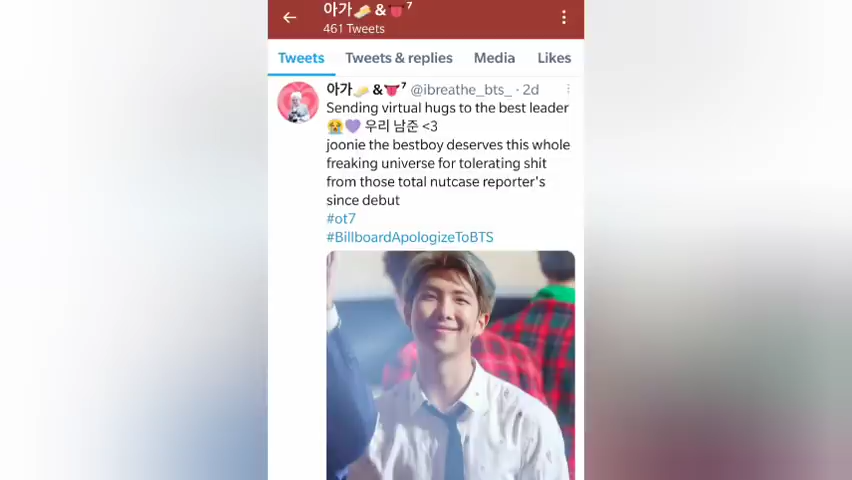 아가🫓 &👅⁷
461 Tweets
Tweets Tweets & replies Media Likes
아가🫓 &👅⁷ @ibreathe_bts_ · 2d
Sending virtual hugs to the best leader
😭💜 우리 남준 <3
joonie the bestboy deserves this whole
freaking universe for tolerating shit
from those total nutcase reporter's
since debut
#ot7
#BillboardApologizeToBTS